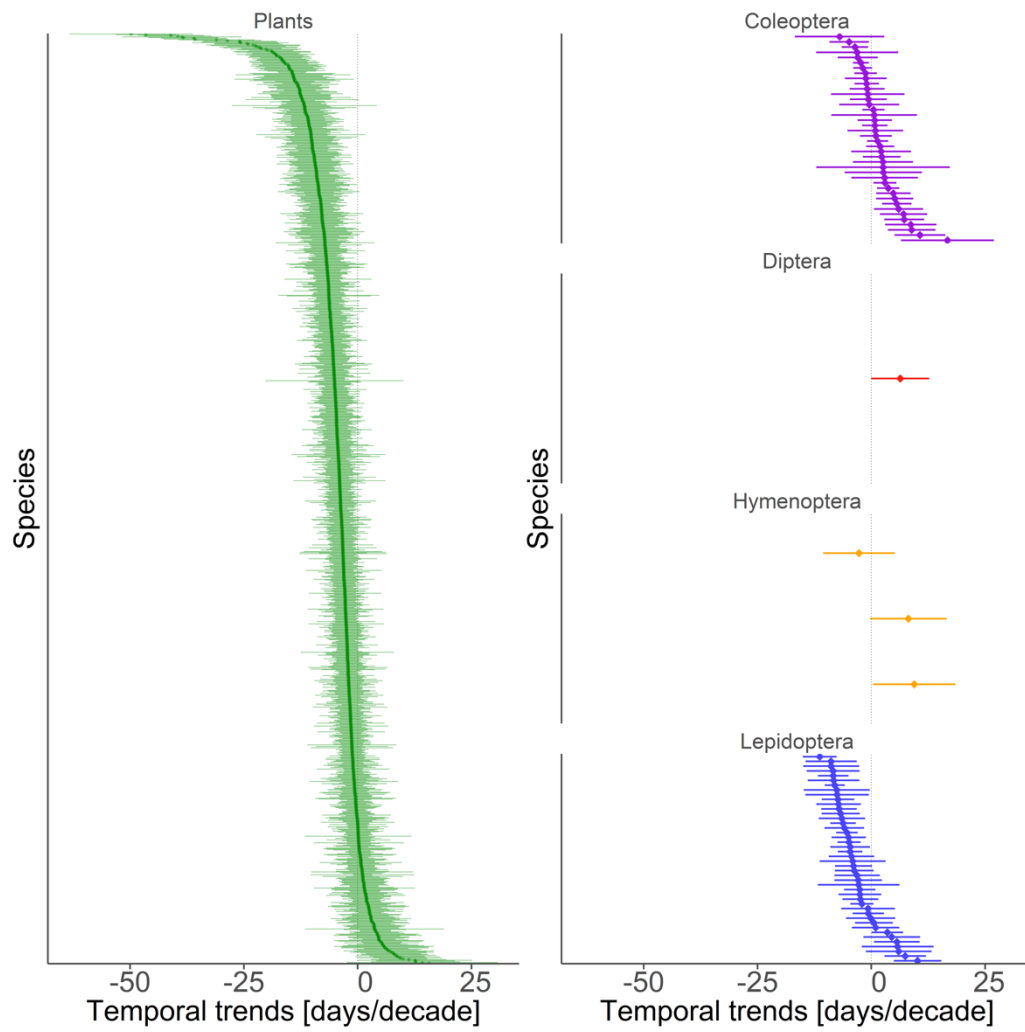 Plants
Species
-50
-25
0
25
Temporal trends [days/decade]
Coleoptera
Diptera
Hymenoptera
Lepidoptera
Species
-50
-25
0
25
Temporal trends [days/decade]